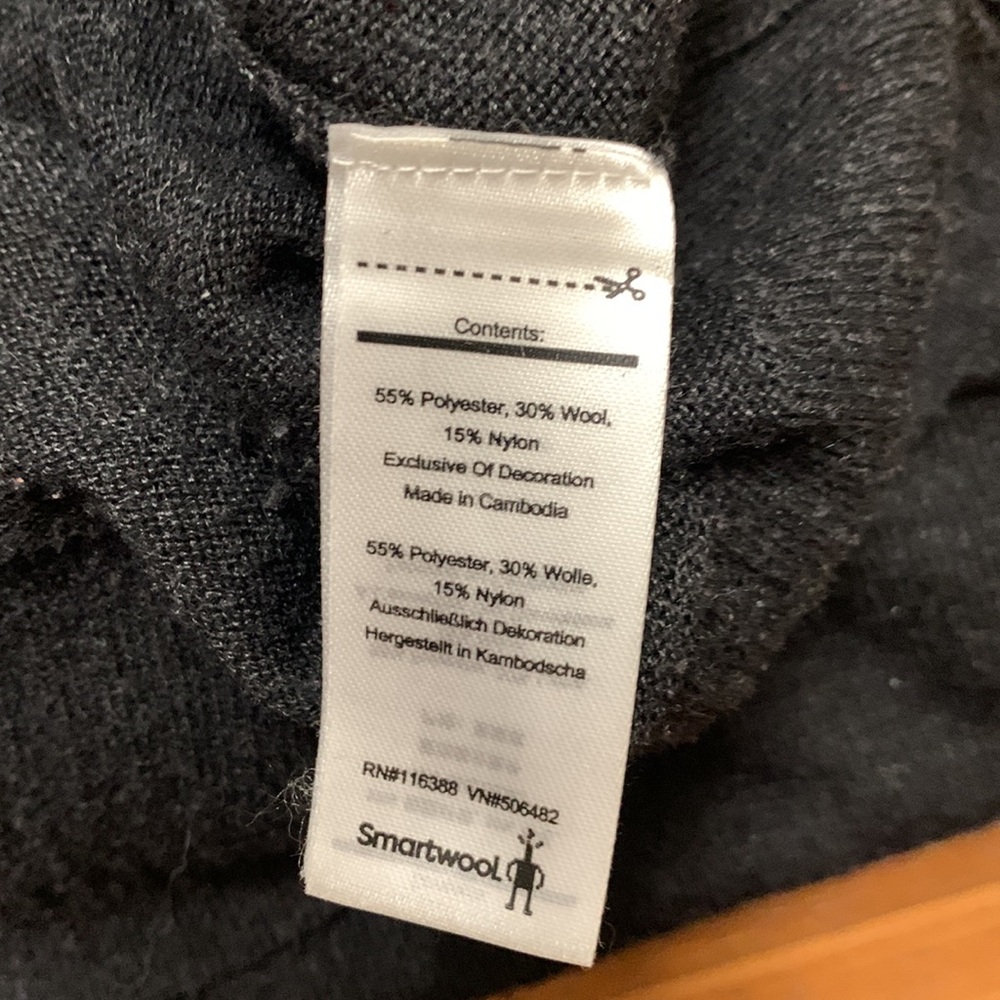 Contents:
55% Polyester, 30% Wool,
15% Nylon
Exclusive Of Decoration
Made in Cambodia
55% Polyester, 30% Wolle,
15% Nylon
Ausschließlich Dekoration
Hergestellt in Kambodscha
RN#116388 VN#506482
Smartwool